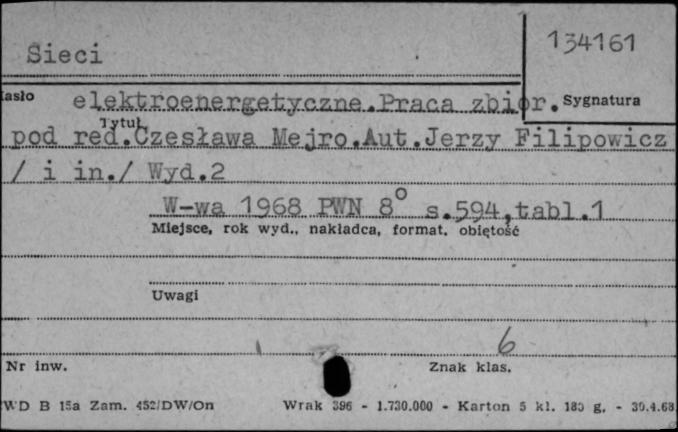 Sieci
134161
Hasło
elektroenergetyczne.Praca zbior.
Sygnatura
Tytuł
pod red.Czesława Mejro.Aut.Jerzy Filipowicz
/ i in./ Wyd.2
W-wa 1968 PWN 8° s.594,tabl.1
Miejsce, rok wyd., nakładca, format, obiętość
Uwagi
6
Nr inw.
Znak klas.
WD B 15a Zam. 452/DW/On
Wrak 396 - 1.730.000 - Karton 5 kl. 180 g. - 30.4.68